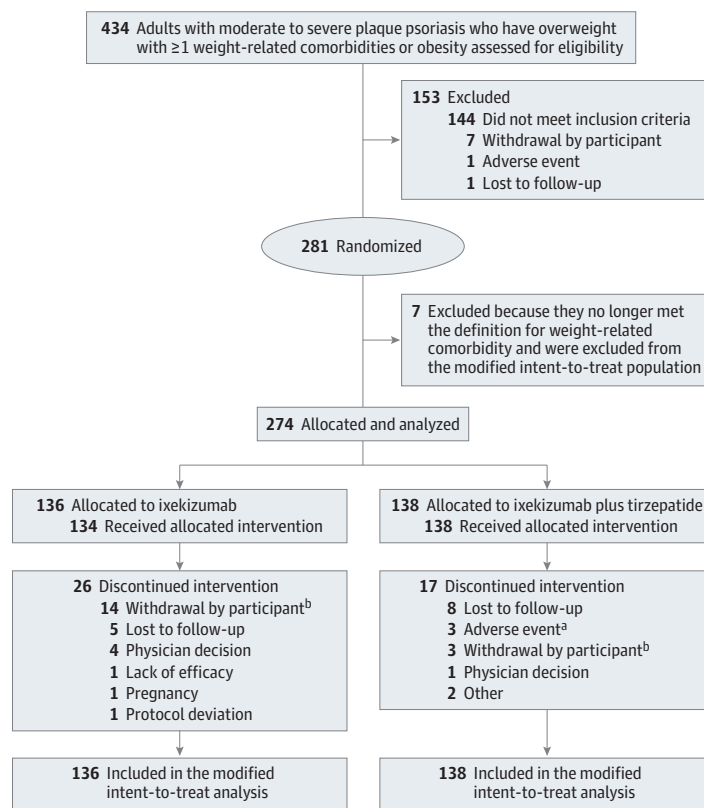 434 Adults with moderate to severe plaque psoriasis who have overweight
with ≥1 weight-related comorbidities or obesity assessed for eligibility
153 Excluded
144 Did not meet inclusion criteria
7 Withdrawal by participant
1 Adverse event
1 Lost to follow-up
281 Randomized
7 Excluded because they no longer met
the definition for weight-related
comorbidity and were excluded from
the modified intent-to-treat population
274 Allocated and analyzed
136 Allocated to ixekizumab
134 Received allocated intervention
26 Discontinued intervention
14 Withdrawal by participantᵇ
5 Lost to follow-up
4 Physician decision
1 Lack of efficacy
1 Pregnancy
1 Protocol deviation
136 Included in the modified
intent-to-treat analysis
138 Allocated to ixekizumab plus tirzepatide
138 Received allocated intervention
17 Discontinued intervention
8 Lost to follow-up
3 Adverse eventᵃ
3 Withdrawal by participantᵇ
1 Physician decision
2 Other
138 Included in the modified
intent-to-treat analysis